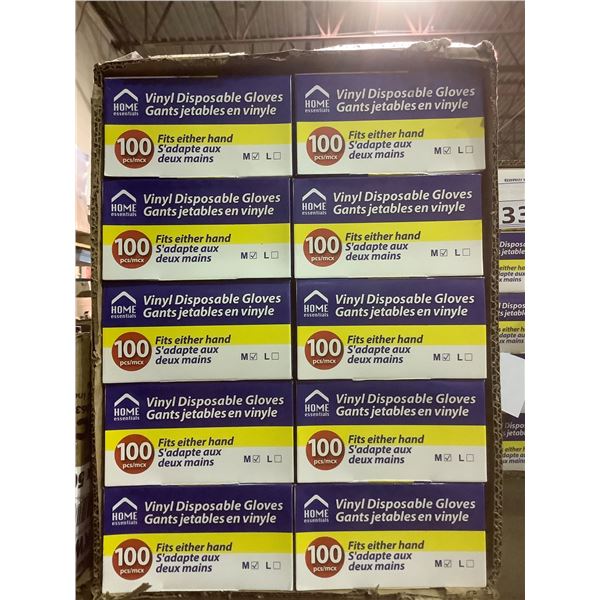 HOME
essentials
Vinyl Disposable Gloves
Gants jetables en vinyle
100
pcs/mcx
Fits either hand
S'adapte aux
deux mains
M ☑ L ☐
HOME
essentials
Vinyl Disposable Gloves
Gants jetables en vinyle
100
pcs/mcx
Fits either hand
S'adapte aux
deux mains
M ☑ L ☐
HOME
essentials
Vinyl Disposable Gloves
Gants jetables en vinyle
100
pcs/mcx
Fits either hand
S'adapte aux
deux mains
M ☑ L ☐
HOME
essentials
Vinyl Disposable Gloves
Gants jetables en vinyle
100
pcs/mcx
Fits either hand
S'adapte aux
deux mains
M ☑ L ☐
HOME
essentials
Vinyl Disposable Gloves
Gants jetables en vinyle
100
pcs/mcx
Fits either hand
S'adapte aux
deux mains
M ☑ L ☐
HOME
essentials
Vinyl Disposable Gloves
Gants jetables en vinyle
100
pcs/mcx
Fits either hand
S'adapte aux
deux mains
M ☑ L ☐
HOME
essentials
Vinyl Disposable Gloves
Gants jetables en vinyle
100
pcs/mcx
Fits either hand
S'adapte aux
deux mains
M ☑ L ☐
HOME
essentials
Vinyl Disposable Gloves
Gants jetables en vinyle
100
pcs/mcx
Fits either hand
S'adapte aux
deux mains
M ☑ L ☐
HOME
essentials
Vinyl Disposable Gloves
Gants jetables en vinyle
100
pcs/mcx
Fits either hand
S'adapte aux
deux mains
M ☑ L ☐
HOME
essentials
Vinyl Disposable Gloves
Gants jetables en vinyle
100
pcs/mcx
Fits either hand
S'adapte aux
deux mains
M ☑ L ☐
33